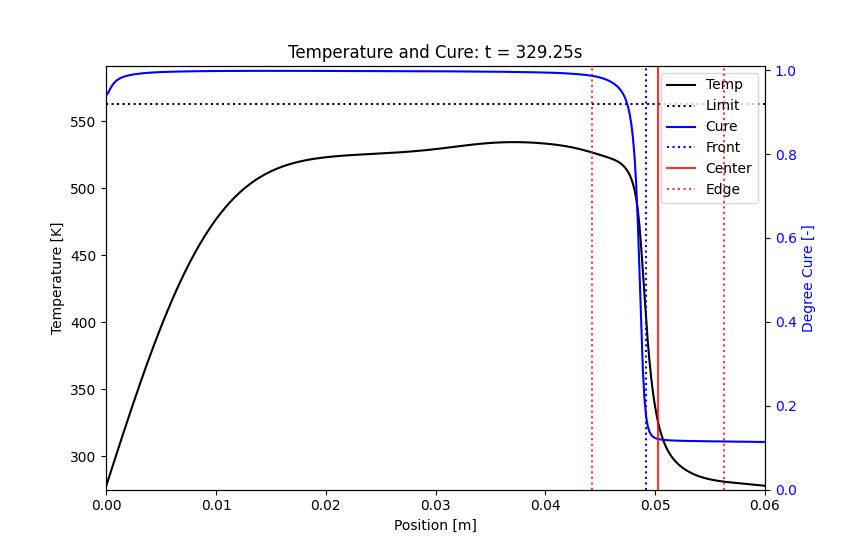 Temperature and Cure: t = 329.25s
Temp
Limit
Cure
Front
Center
Edge
Temperature [K]
550
500
450
400
350
300
Degree Cure [-]
1.0
0.8
0.6
0.4
0.2
0.0
0.00 0.01 0.02 0.03 0.04 0.05 0.06
Position [m]